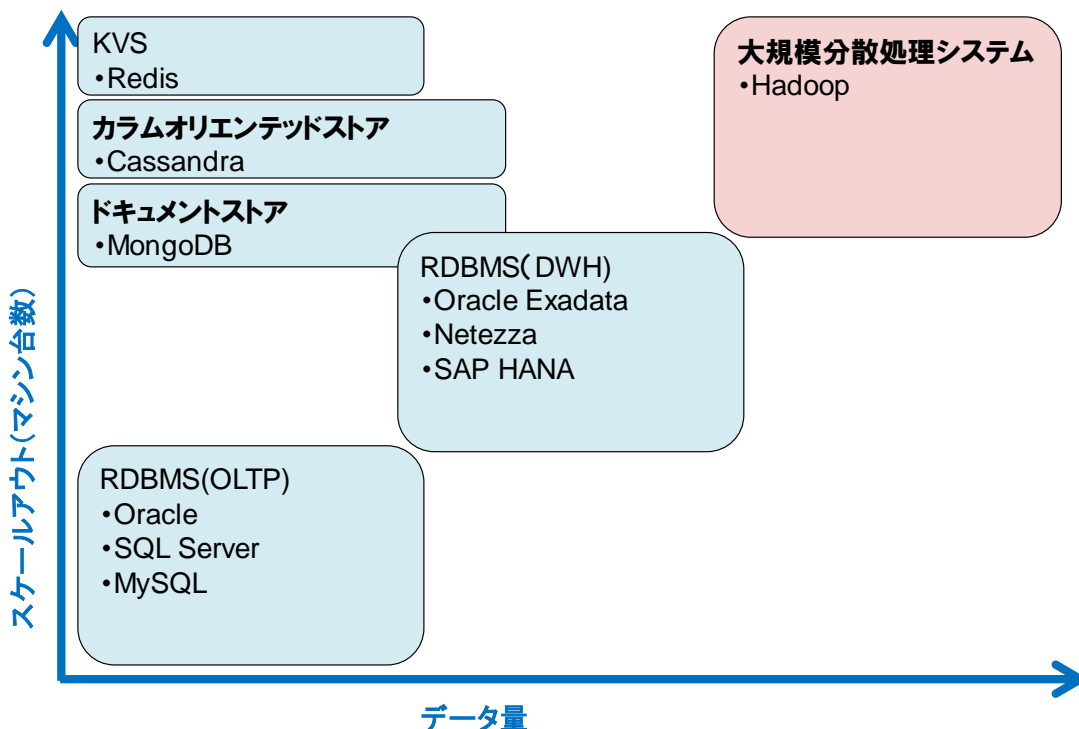 KVS
・Redis
カラムオリエンテッドストア
・Cassandra
ドキュメントストア
・MongoDB
大規模分散処理システム
・Hadoop
RDBMS(DWH)
・Oracle Exadata
・Netezza
・SAP HANA
RDBMS(OLTP)
・Oracle
・SQL Server
・MySQL
スケールアウト(マシン台数)
データ量